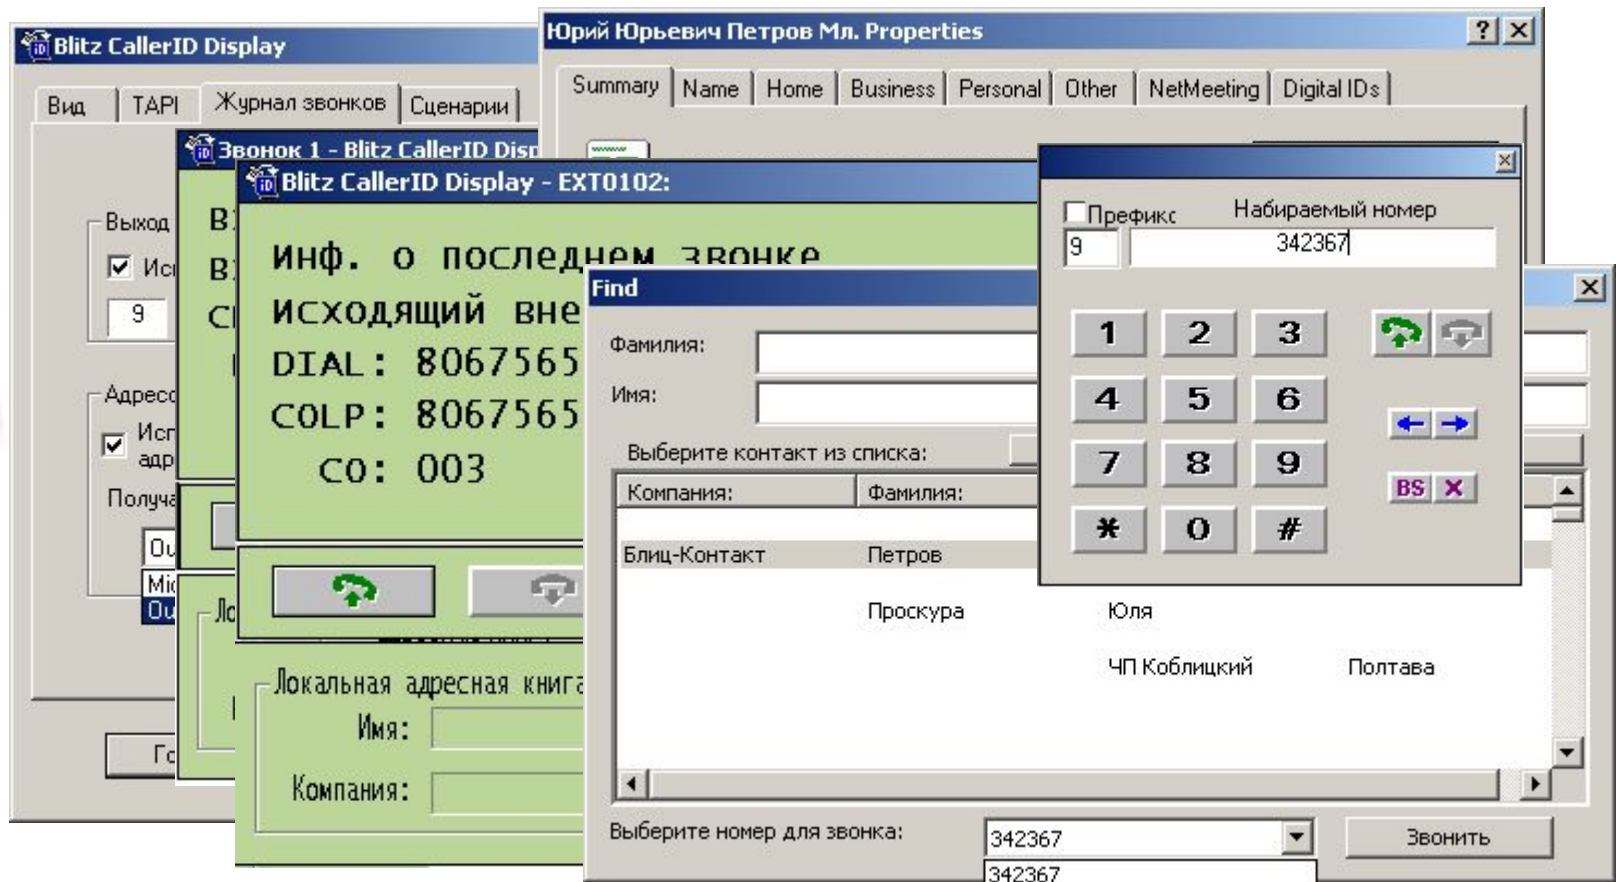 Blitz CallerID Display
Вид TAPI Журнал звонков Сценарии
Выход
9
Получа
Звонок 1 - Blitz CallerID Disp
Blitz CallerID Display - EXT0102:
Инф. о последнем звонке
Исходящий вне
DIAL: 8067565
COLP: 8067565
CO: 003
Локальная адресная книга
Имя:
Компания:
Юрий Юрьевич Петров Мл. Properties
Summary Name Home Business Personal Other NetMeeting Digital IDs
Find
Фамилия:
Имя:
Выберите контакт из списка:
Компания: Фамилия:
Блиц-Контакт Петров
Проскура Юля
ЧП Коблицкий Полтава
Выберите номер для звонка: 342367 Звонить
342367
Префикс Набираемый номер
9 342367
1 2 3
4 5 6
7 8 9 BS X
* 0 #